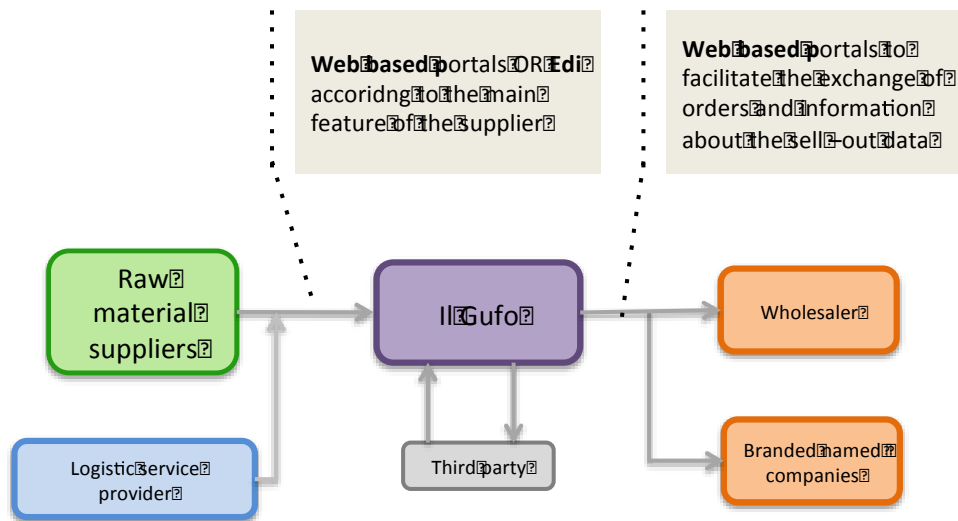 Web based portals OR Edi
accoridng to the main
feature of the supplier
Web based portals to
facilitate the exchange of
orders and information
about the sell –out data
Raw
material
suppliers
Il Gufo
Wholesaler
Logistic service
provider
Third party
Branded named
companies